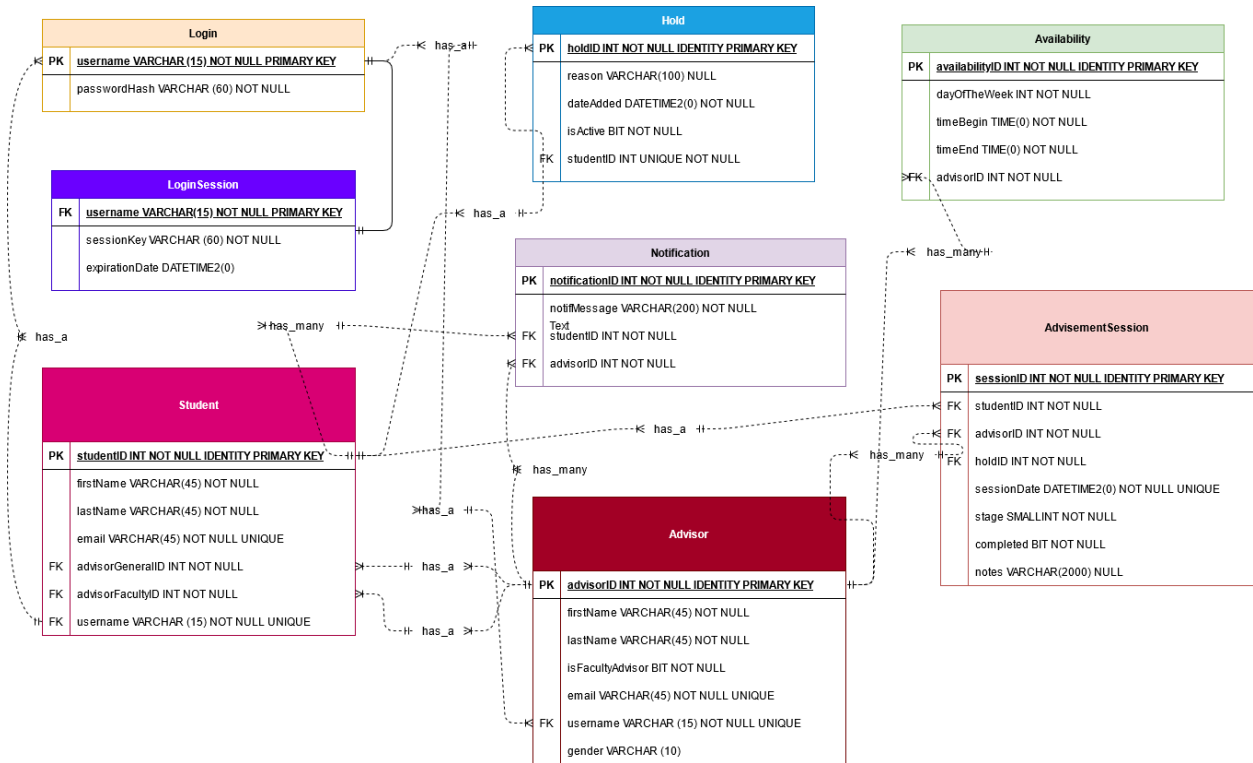 Login
PK username VARCHAR (15) NOT NULL PRIMARY KEY
passwordHash VARCHAR (60) NOT NULL
has_a
Hold
PK holdID INT NOT NULL IDENTITY PRIMARY KEY
reason VARCHAR(100) NULL
dateAdded DATETIME2(0) NOT NULL
isActive BIT NOT NULL
FK studentID INT UNIQUE NOT NULL
Availability
PK availabilityID INT NOT NULL IDENTITY PRIMARY KEY
dayOfTheWeek INT NOT NULL
timeBegin TIME(0) NOT NULL
timeEnd TIME(0) NOT NULL
FK advisorID INT NOT NULL
LoginSession
FK username VARCHAR(15) NOT NULL PRIMARY KEY
sessionKey VARCHAR (60) NOT NULL
expirationDate DATETIME2(0)
has_a
has_many
Notification
PK notificationID INT NOT NULL IDENTITY PRIMARY KEY
notifMessage VARCHAR(200) NOT NULL
Text
FK studentID INT NOT NULL
FK advisorID INT NOT NULL
has_many
has_a
AdvisementSession
PK sessionID INT NOT NULL IDENTITY PRIMARY KEY
FK studentID INT NOT NULL
FK advisorID INT NOT NULL
FK holdID INT NOT NULL
sessionDate DATETIME2(0) NOT NULL UNIQUE
stage SMALLINT NOT NULL
completed BIT NOT NULL
notes VARCHAR(2000) NULL
Student
PK studentID INT NOT NULL IDENTITY PRIMARY KEY
firstName VARCHAR(45) NOT NULL
lastName VARCHAR(45) NOT NULL
email VARCHAR(45) NOT NULL UNIQUE
FK advisorGeneralID INT NOT NULL
FK advisorFacultyID INT NOT NULL
FK username VARCHAR (15) NOT NULL UNIQUE
has_a
has_many
has_many
has_a
has_a
has_a
Advisor
PK advisorID INT NOT NULL IDENTITY PRIMARY KEY
firstName VARCHAR(45) NOT NULL
lastName VARCHAR(45) NOT NULL
isFacultyAdvisor BIT NOT NULL
email VARCHAR(45) NOT NULL UNIQUE
FK username VARCHAR (15) NOT NULL UNIQUE
gender VARCHAR (10)